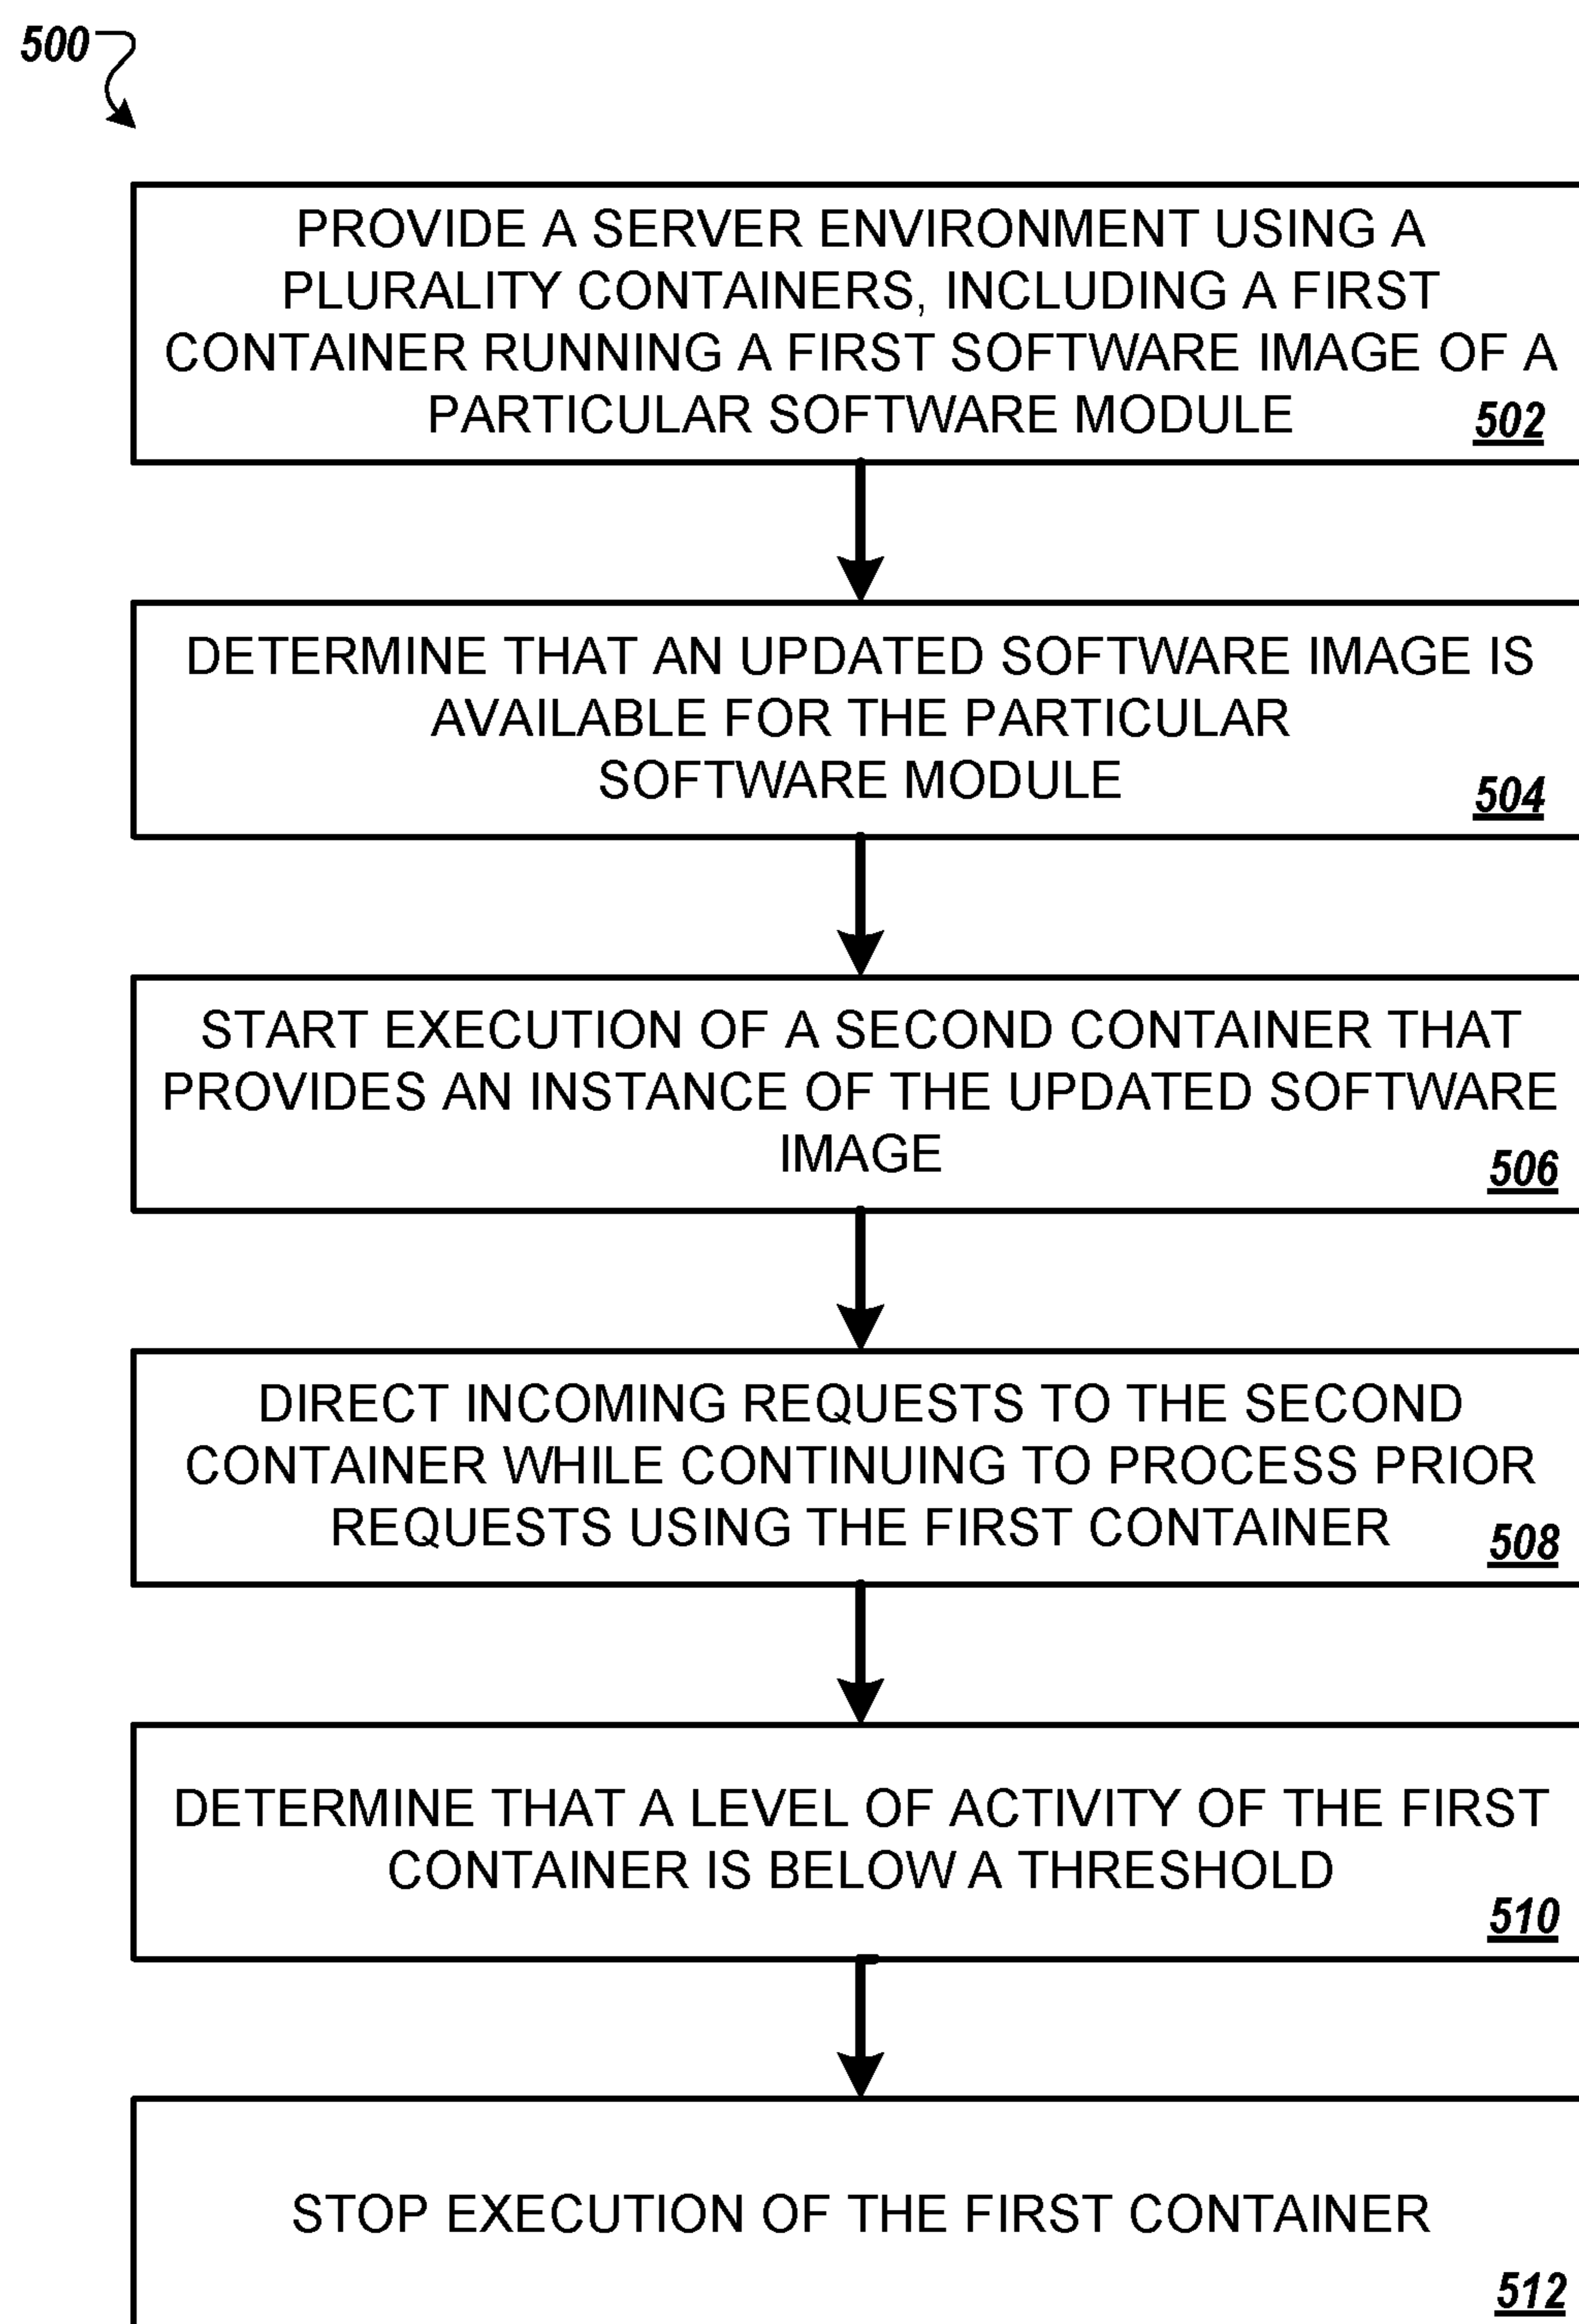 500
PROVIDE A SERVER ENVIRONMENT USING A
PLURALITY CONTAINERS, INCLUDING A FIRST
CONTAINER RUNNING A FIRST SOFTWARE IMAGE OF A
PARTICULAR SOFTWARE MODULE 502
DETERMINE THAT AN UPDATED SOFTWARE IMAGE IS
AVAILABLE FOR THE PARTICULAR
SOFTWARE MODULE 504
START EXECUTION OF A SECOND CONTAINER THAT
PROVIDES AN INSTANCE OF THE UPDATED SOFTWARE
IMAGE 506
DIRECT INCOMING REQUESTS TO THE SECOND
CONTAINER WHILE CONTINUING TO PROCESS PRIOR
REQUESTS USING THE FIRST CONTAINER 508
DETERMINE THAT A LEVEL OF ACTIVITY OF THE FIRST
CONTAINER IS BELOW A THRESHOLD
510
STOP EXECUTION OF THE FIRST CONTAINER
512